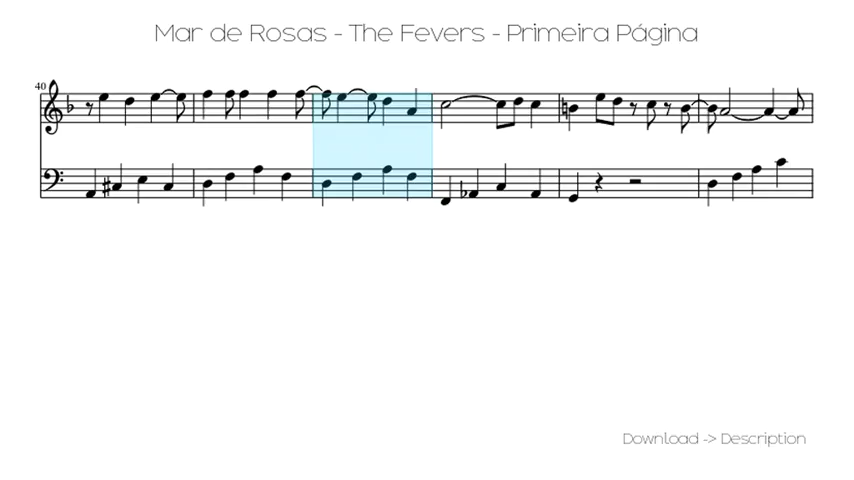 Mar de Rosas - The Fevers - Primeira Página
40
Download -> Description